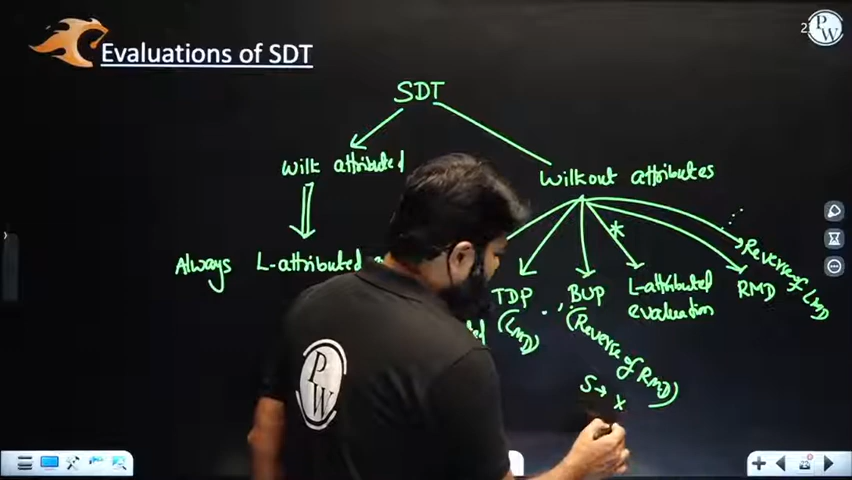 Evaluations of SDT
PW
SDT
With attributed
Without attributes
Always L-attributed
TDP
(LMD)
, BUP
(Reverse of RMD)
* L-attributed
evaluation
RMD
Reverse of LMD
S→ X
PW